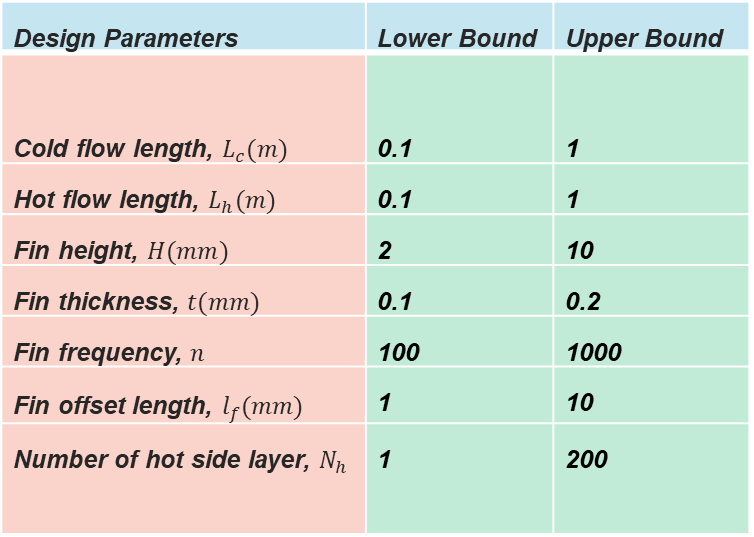 Design Parameters Lower Bound Upper Bound
Cold flow length, L_c(m) 0.1 1
Hot flow length, L_h(m) 0.1 1
Fin height, H(mm) 2 10
Fin thickness, t(mm) 0.1 0.2
Fin frequency, n 100 1000
Fin offset length, l_f(mm) 1 10
Number of hot side layer, N_h 1 200